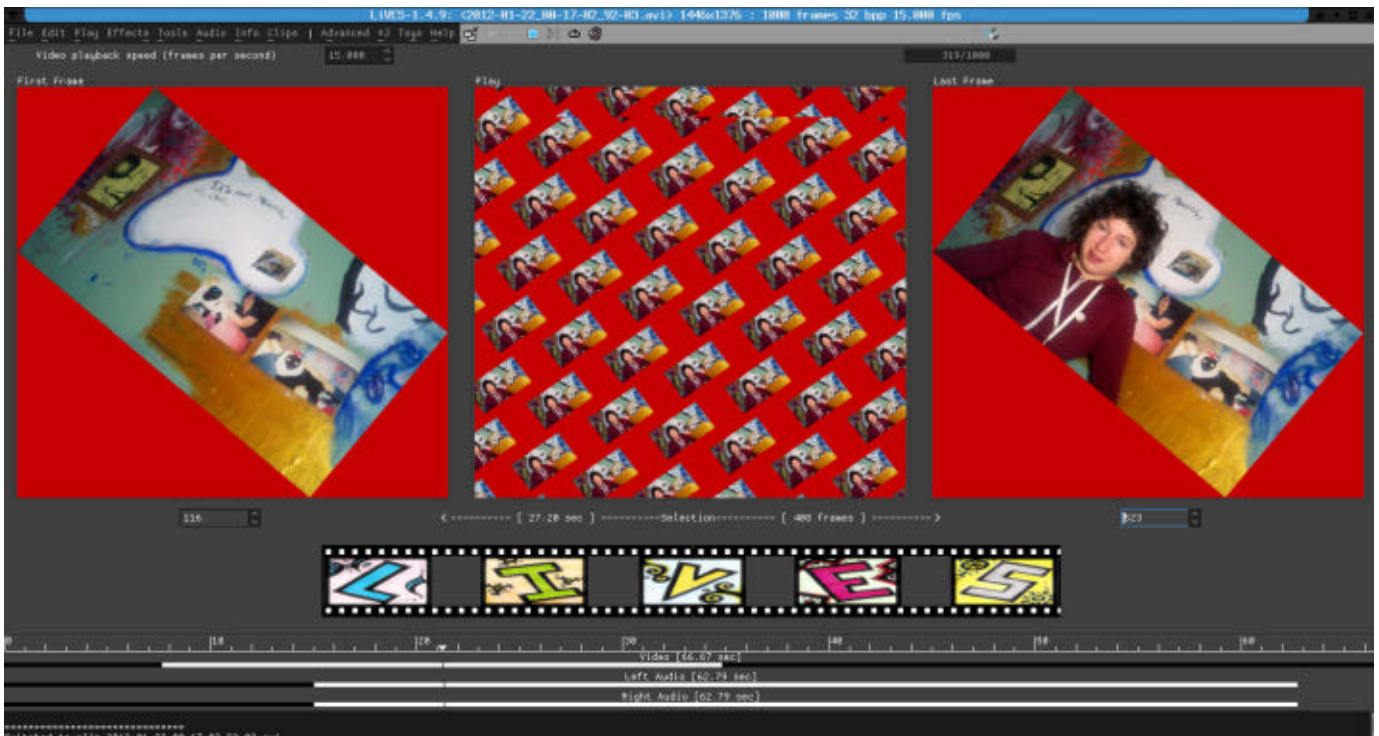 LiVES-1.4.9: <2012-01-22_00-17-02_92-03.avi> 1446x1376 : 1000 frames 32 bpp 15.000 fps
File Edit Play Effects Tools Audio Info Clips | Advanced VJ Toys Help
Video playback speed (frames per second) 15.000 319/1000
First Frame Play Last Frame
116 <---------- [ 27.20 sec ] ----------Selection---------- [ 408 frames ] ----------> 523
L I V E S
0 10 20 30 40 50 60
Video [66.67 sec]
Left Audio [62.79 sec]
Right Audio [62.79 sec]